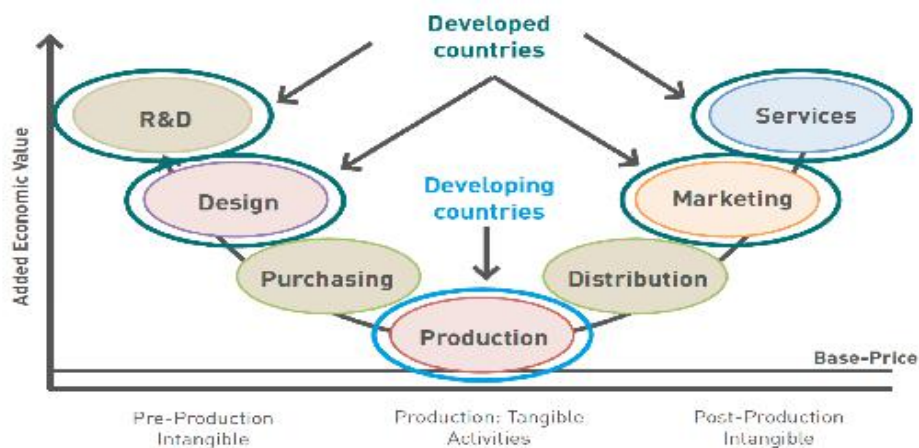 Developed
countries
R&D
Services
Design
Developing
countries
Marketing
Purchasing
Distribution
Production
Added Economic Value
Base-Price
Pre-Production
Intangible
Production: Tangible
Activities
Post-Production
Intangible